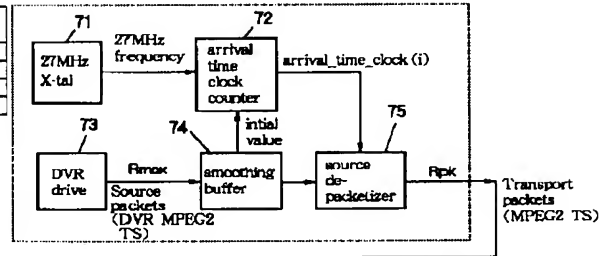 71
27MHz
X-tal
27MHz
frequency
72
arrival
time
clock
counter
arrival_time_clock (i)
intial
value
73
DVR
drive
Rmax
Source
packets
(DVR MPEG2
TS)
74
smoothing
buffer
75
source
de-
packetizer
Rpk
Transport
packets
(MPEG2 TS)